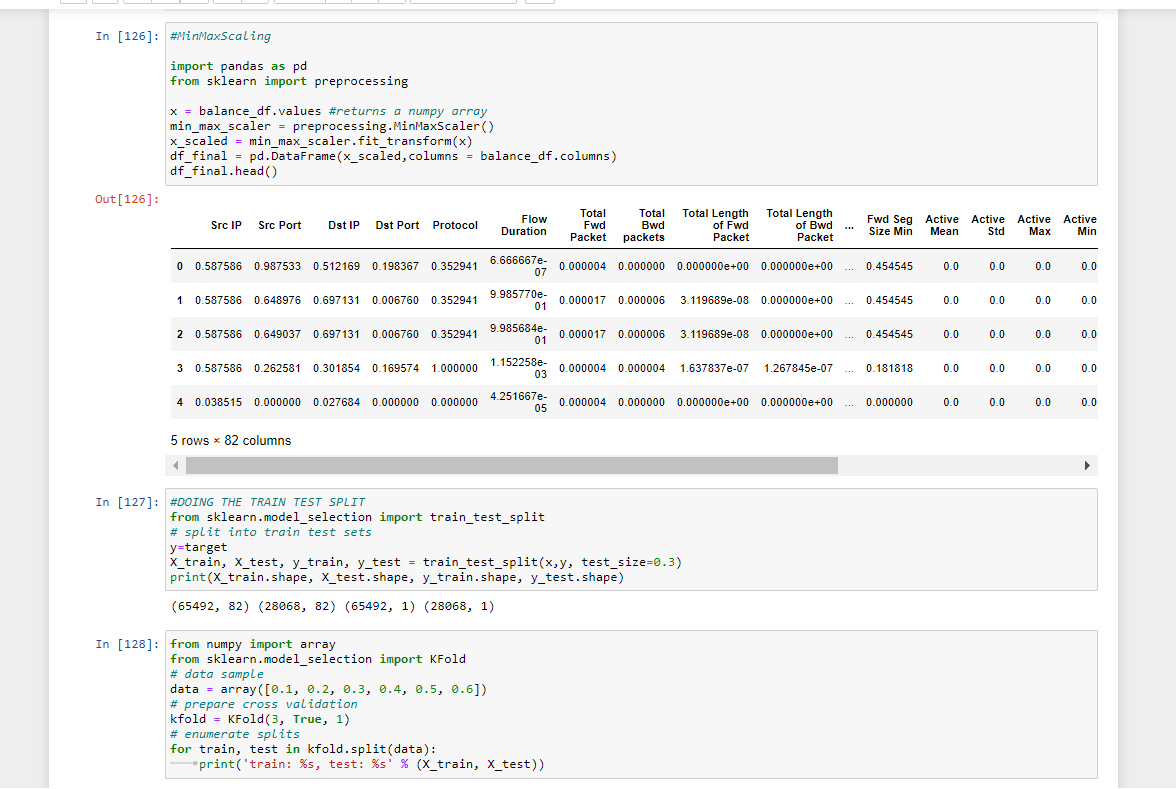 In [126]: #MinMaxScaling
import pandas as pd
from sklearn import preprocessing
x = balance_df.values #returns a numpy array
min_max_scaler = preprocessing.MinMaxScaler()
x_scaled = min_max_scaler.fit_transform(x)
df_final = pd.DataFrame(x_scaled,columns = balance_df.columns)
df_final.head()
Out[126]:
Src IP Src Port Dst IP Dst Port Protocol Flow Duration Total Fwd Packet Total Bwd packets Total Length of Fwd Packet Total Length of Bwd Packet ... Fwd Seg Size Min Active Mean Active Std Active Max Active Min
0 0.587586 0.987533 0.512169 0.198367 0.352941 6.666667e-07 0.000004 0.000000 0.000000e+00 0.000000e+00 ... 0.454545 0.0 0.0 0.0 0.0
1 0.587586 0.648976 0.697131 0.006760 0.352941 9.985770e-01 0.000017 0.000006 3.119689e-08 0.000000e+00 ... 0.454545 0.0 0.0 0.0 0.0
2 0.587586 0.649037 0.697131 0.006760 0.352941 9.985684e-01 0.000017 0.000006 3.119689e-08 0.000000e+00 ... 0.454545 0.0 0.0 0.0 0.0
3 0.587586 0.262581 0.301854 0.169574 1.000000 1.152258e-03 0.000004 0.000004 1.637837e-07 1.267845e-07 ... 0.181818 0.0 0.0 0.0 0.0
4 0.038515 0.000000 0.027684 0.000000 0.000000 4.251667e-05 0.000004 0.000000 0.000000e+00 0.000000e+00 ... 0.000000 0.0 0.0 0.0 0.0
5 rows × 82 columns
In [127]: #DOING THE TRAIN TEST SPLIT
from sklearn.model_selection import train_test_split
# split into train test sets
y=target
X_train, X_test, y_train, y_test = train_test_split(x,y, test_size=0.3)
print(X_train.shape, X_test.shape, y_train.shape, y_test.shape)
(65492, 82) (28068, 82) (65492, 1) (28068, 1)
In [128]: from numpy import array
from sklearn.model_selection import KFold
# data sample
data = array([0.1, 0.2, 0.3, 0.4, 0.5, 0.6])
# prepare cross validation
kfold = KFold(3, True, 1)
# enumerate splits
for train, test in kfold.split(data):
print('train: %s, test: %s' % (X_train, X_test))